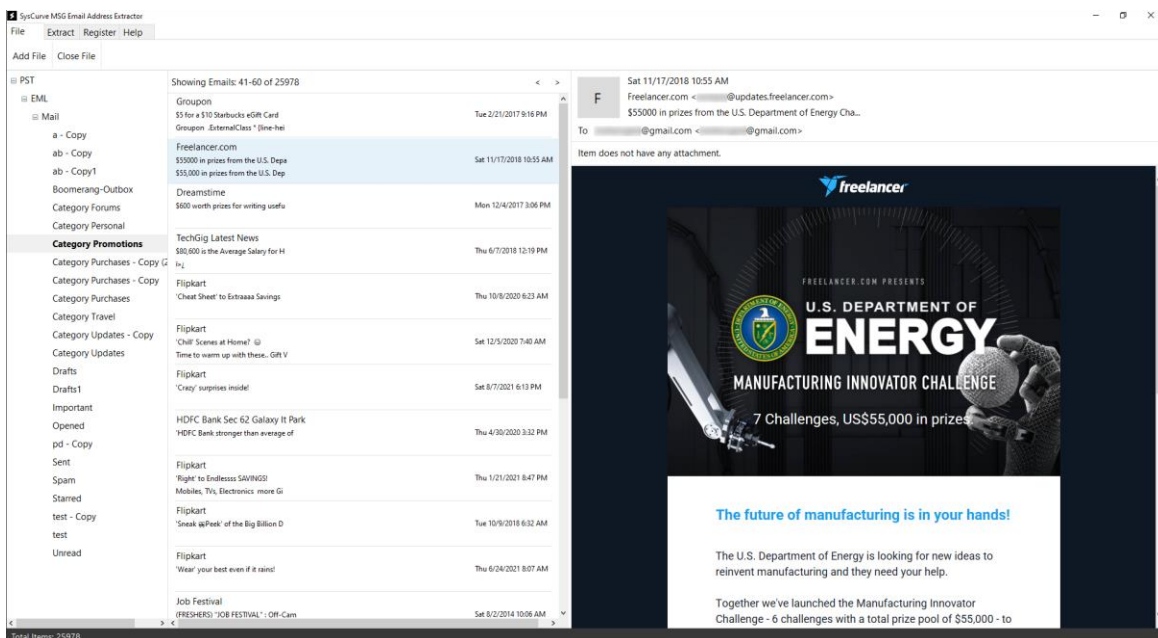 SysCurve MSG Email Address Extractor
File Extract Register Help
Add File Close File
PST
EML
Mail
a - Copy
ab - Copy
ab - Copy1
Boomerang-Outbox
Category Forums
Category Personal
Category Promotions
Category Purchases - Copy (2
Category Purchases - Copy
Category Purchases
Category Travel
Category Updates - Copy
Category Updates
Drafts
Drafts1
Important
Opened
pd - Copy
Sent
Spam
Starred
test - Copy
test
Unread
Total Items: 25978
Showing Emails: 41-60 of 25978 < >
Groupon
$5 for a $10 Starbucks eGift Card Tue 2/21/2017 9:16 PM
Groupon .ExternalClass * {line-hei
Freelancer.com
$55000 in prizes from the U.S. Depa Sat 11/17/2018 10:55 AM
$55,000 in prizes from the U.S. Dep
Dreamstime
$600 worth prizes for writing usefu Mon 12/4/2017 3:06 PM
TechGig Latest News
$80,600 is the Average Salary for H Thu 6/7/2018 12:19 PM
Flipkart
'Cheat Sheet' to Extraaaa Savings Thu 10/8/2020 6:23 AM
Flipkart
'Chill' Scenes at Home? Sat 12/5/2020 7:40 AM
Time to warm up with these.. Gift V
Flipkart
'Crazy' surprises inside! Sat 8/7/2021 6:13 PM
HDFC Bank Sec 62 Galaxy It Park
'HDFC Bank stronger than average of Thu 4/30/2020 3:32 PM
Flipkart
'Right' to Endlessss SAVINGS! Thu 1/21/2021 8:47 PM
Mobiles, TVs, Electronics more Gi
Flipkart
'Sneak Peek' of the Big Billion D Tue 10/9/2018 6:32 AM
Flipkart
'Wear' your best even if it rains! Thu 6/24/2021 8:07 AM
Job Festival
(FRESHERS) "JOB FESTIVAL" : Off-Cam Sat 8/2/2014 10:06 AM
F
Sat 11/17/2018 10:55 AM
Freelancer.com < @updates.freelancer.com>
$55000 in prizes from the U.S. Department of Energy Cha...
To @gmail.com < @gmail.com>
Item does not have any attachment.
freelancer
FREELANCER.COM PRESENTS
U.S. DEPARTMENT OF
ENERGY
MANUFACTURING INNOVATOR CHALLENGE
7 Challenges, US$55,000 in prizes.
The future of manufacturing is in your hands!
The U.S. Department of Energy is looking for new ideas to
reinvent manufacturing and they need your help.
Together we've launched the Manufacturing Innovator
Challenge - 6 challenges with a total prize pool of $55,000 - to